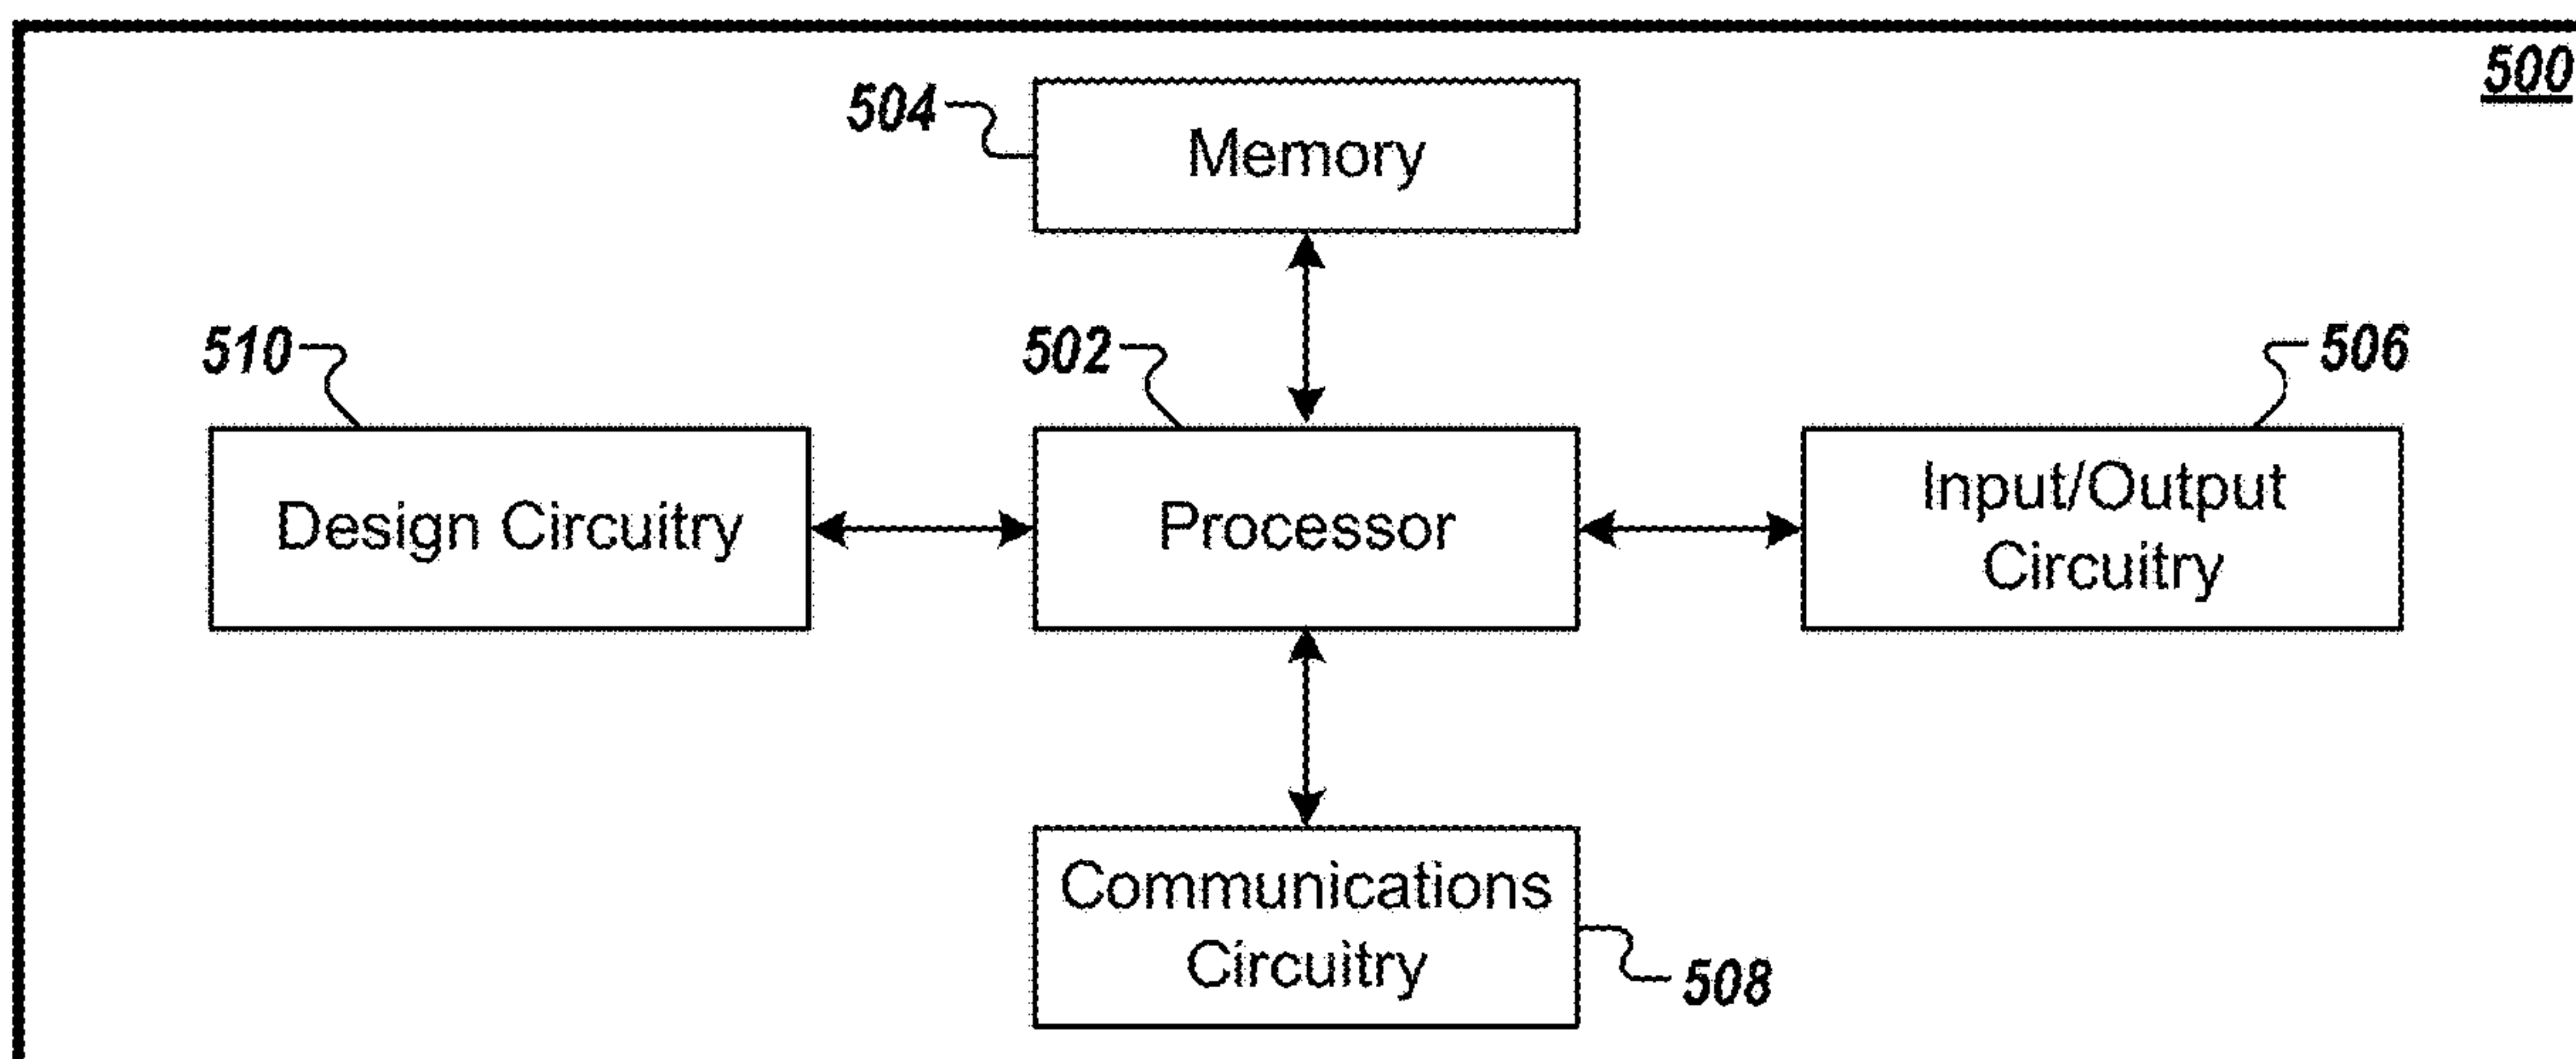 500
504
Memory
510
502
506
Design Circuitry
Processor
Input/Output
Circuitry
Communications
Circuitry
508